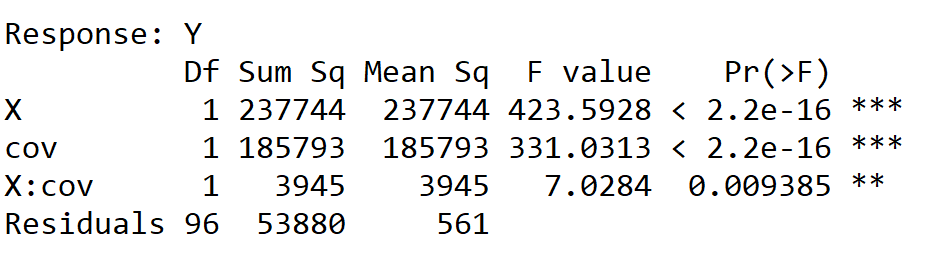 Response: Y
Df Sum Sq Mean Sq F value Pr(>F)
X 1 237744 237744 423.5928 < 2.2e-16 ***
cov 1 185793 185793 331.0313 < 2.2e-16 ***
X:cov 1 3945 3945 7.0284 0.009385 **
Residuals 96 53880 561